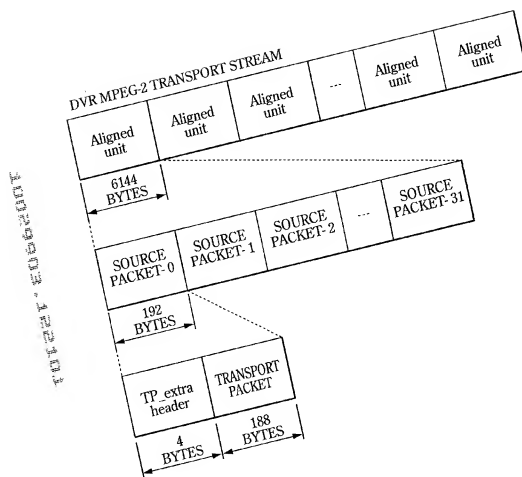 DVR MPEG-2 TRANSPORT STREAM
Aligned unit
Aligned unit
Aligned unit
...
Aligned unit
Aligned unit
6144 BYTES
SOURCE PACKET-0
SOURCE PACKET-1
SOURCE PACKET-2
...
SOURCE PACKET-31
192 BYTES
TP_extra header
TRANSPORT PACKET
4 BYTES
188 BYTES